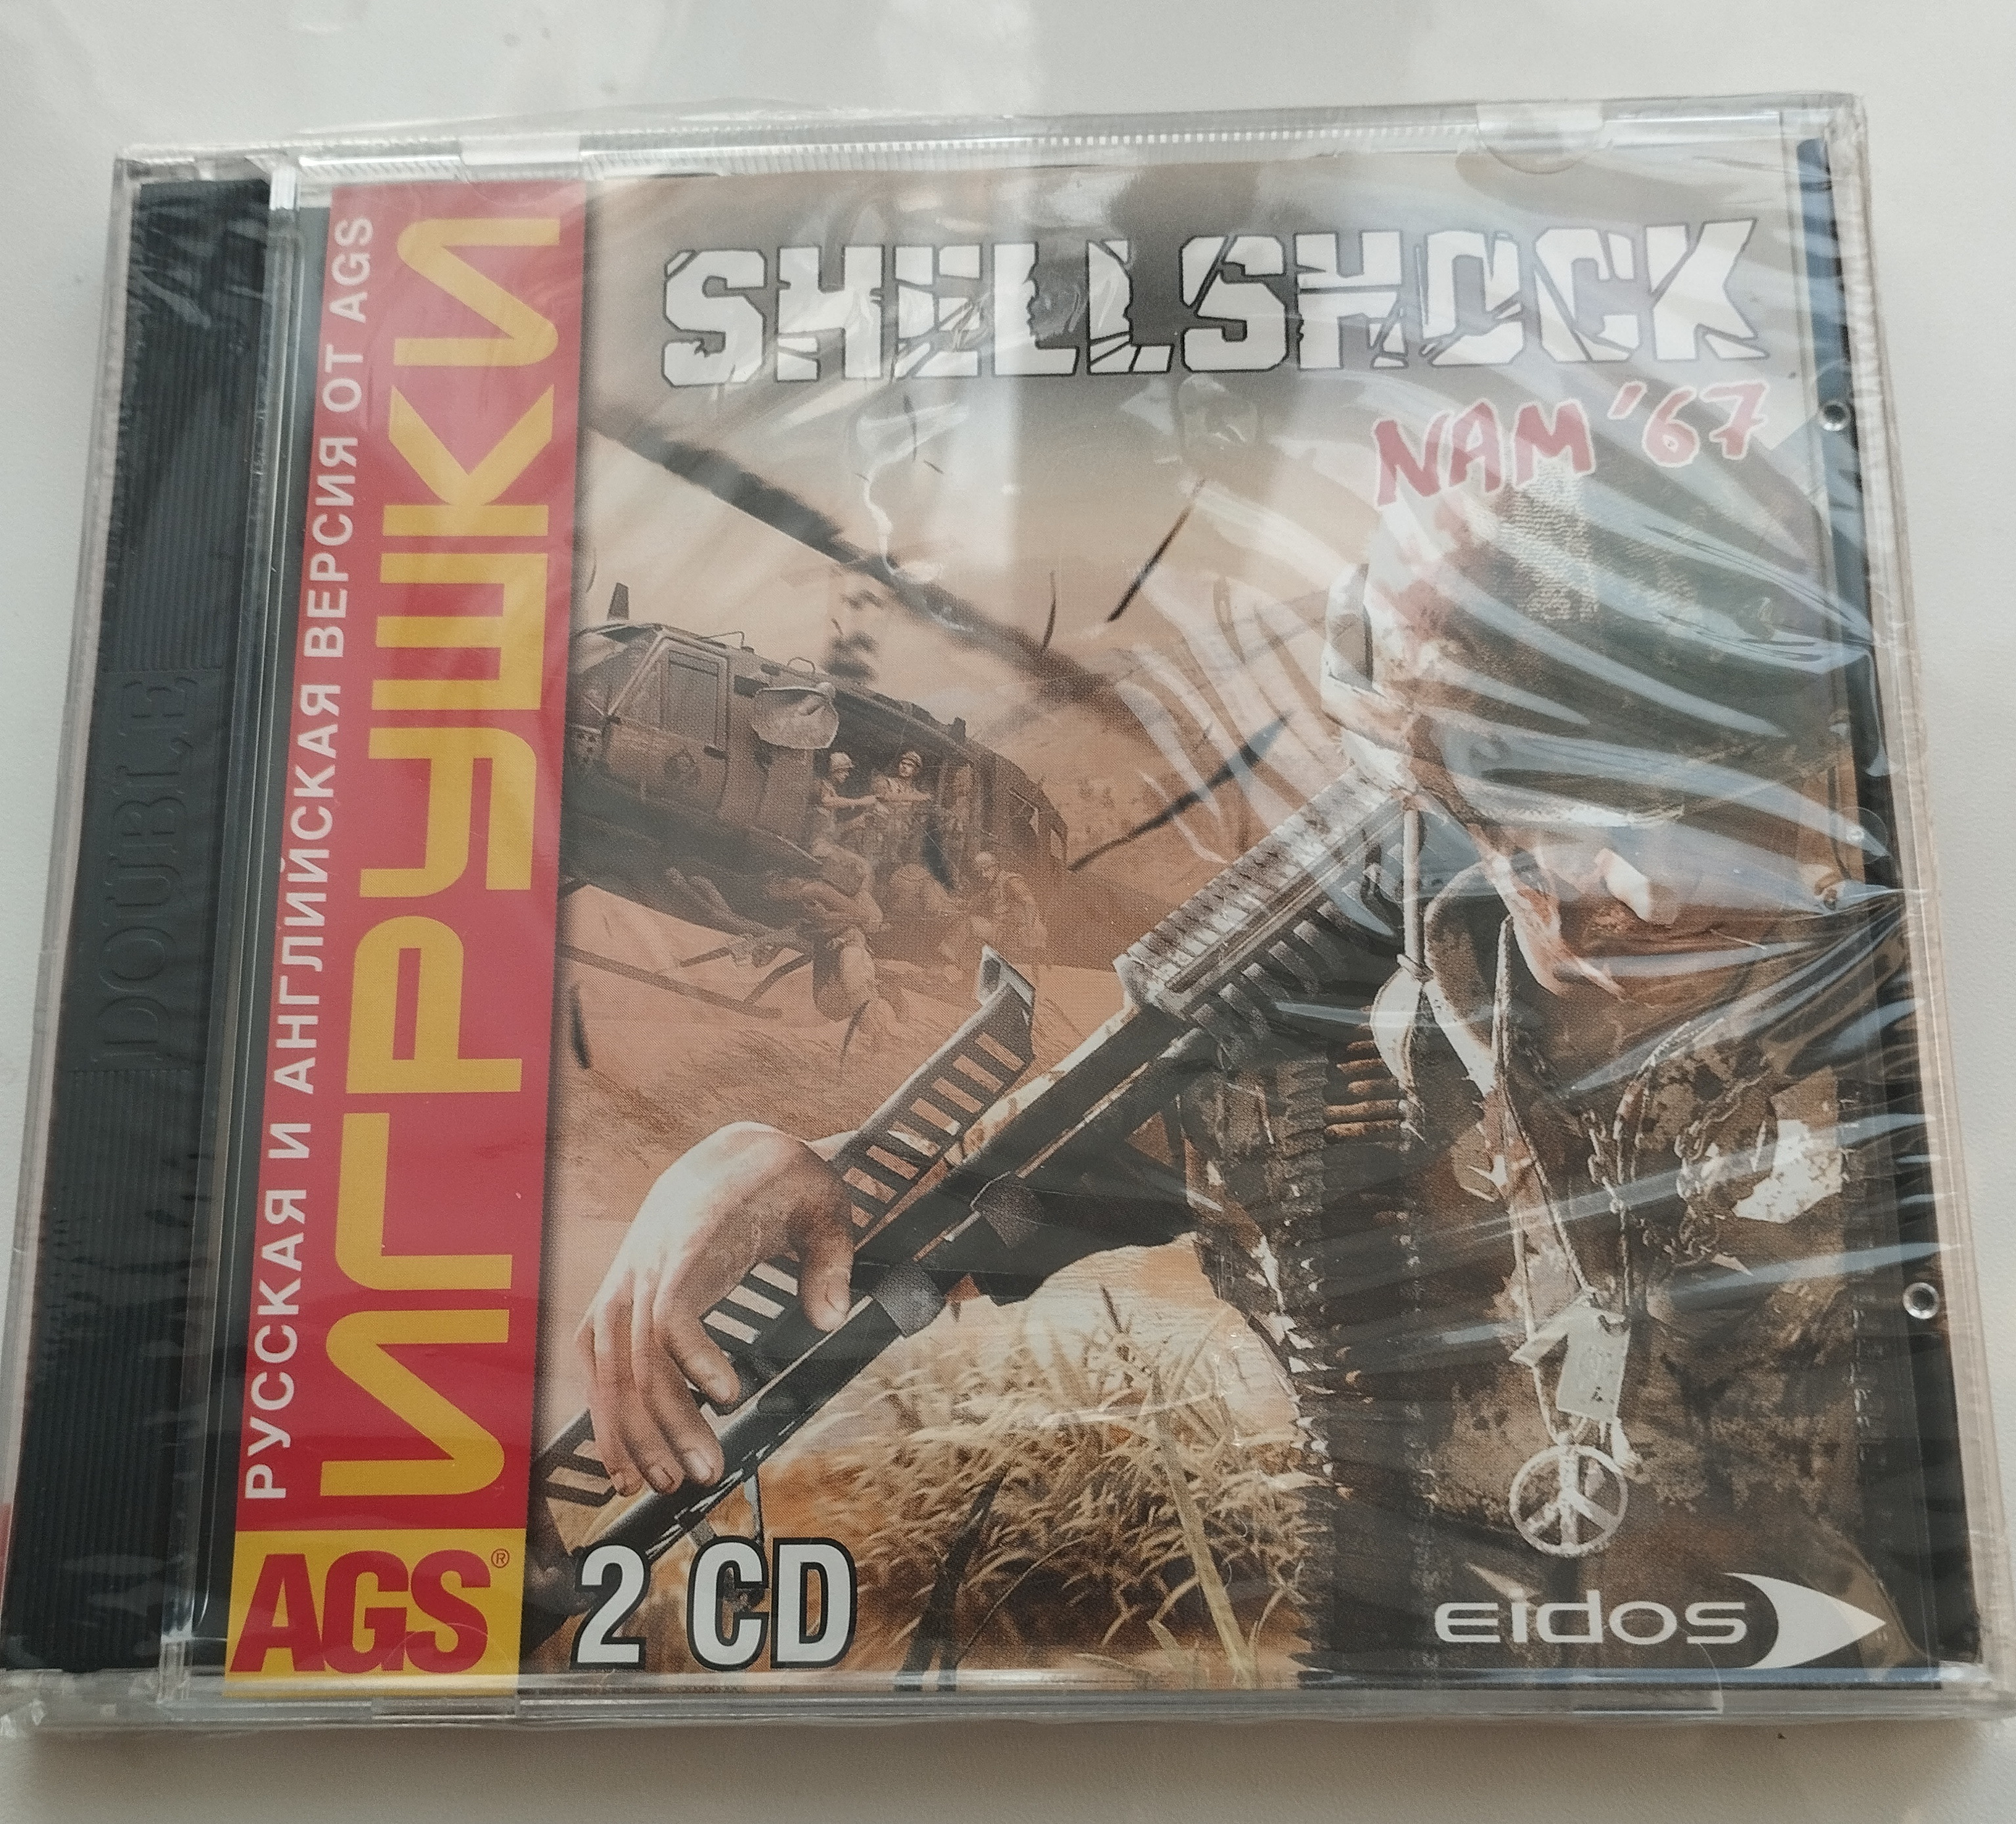 DOUBLE
РУССКАЯ И АНГЛИЙСКАЯ ВЕРСИЯ ОТ AGS
ИГРУШКИ
AGS®
SHELLSHOCK
NAM '67
2 CD
eidos